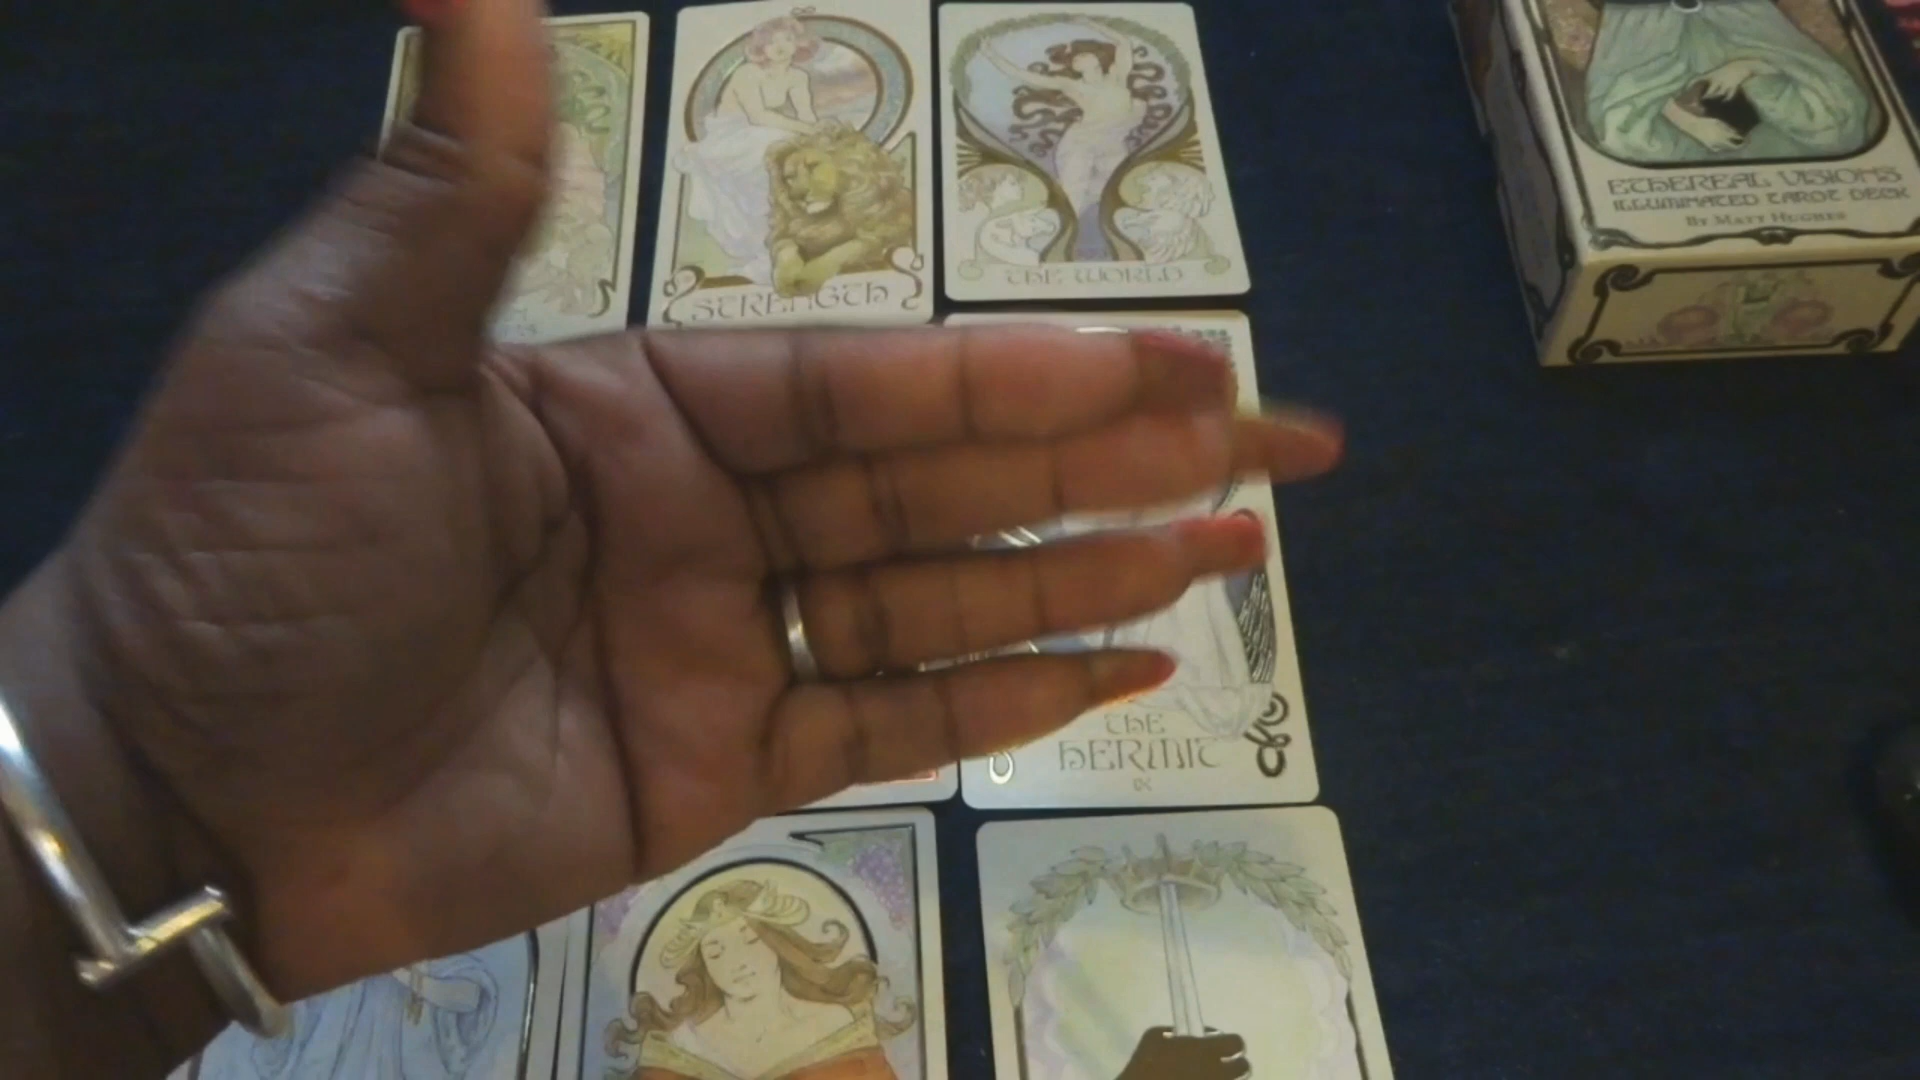 STRENGTH
THE WORLD
ETHEREAL VISIONS
ILLUMINATED TAROT DECK
BY MATT HUGHES
THE
HERMIT
IX